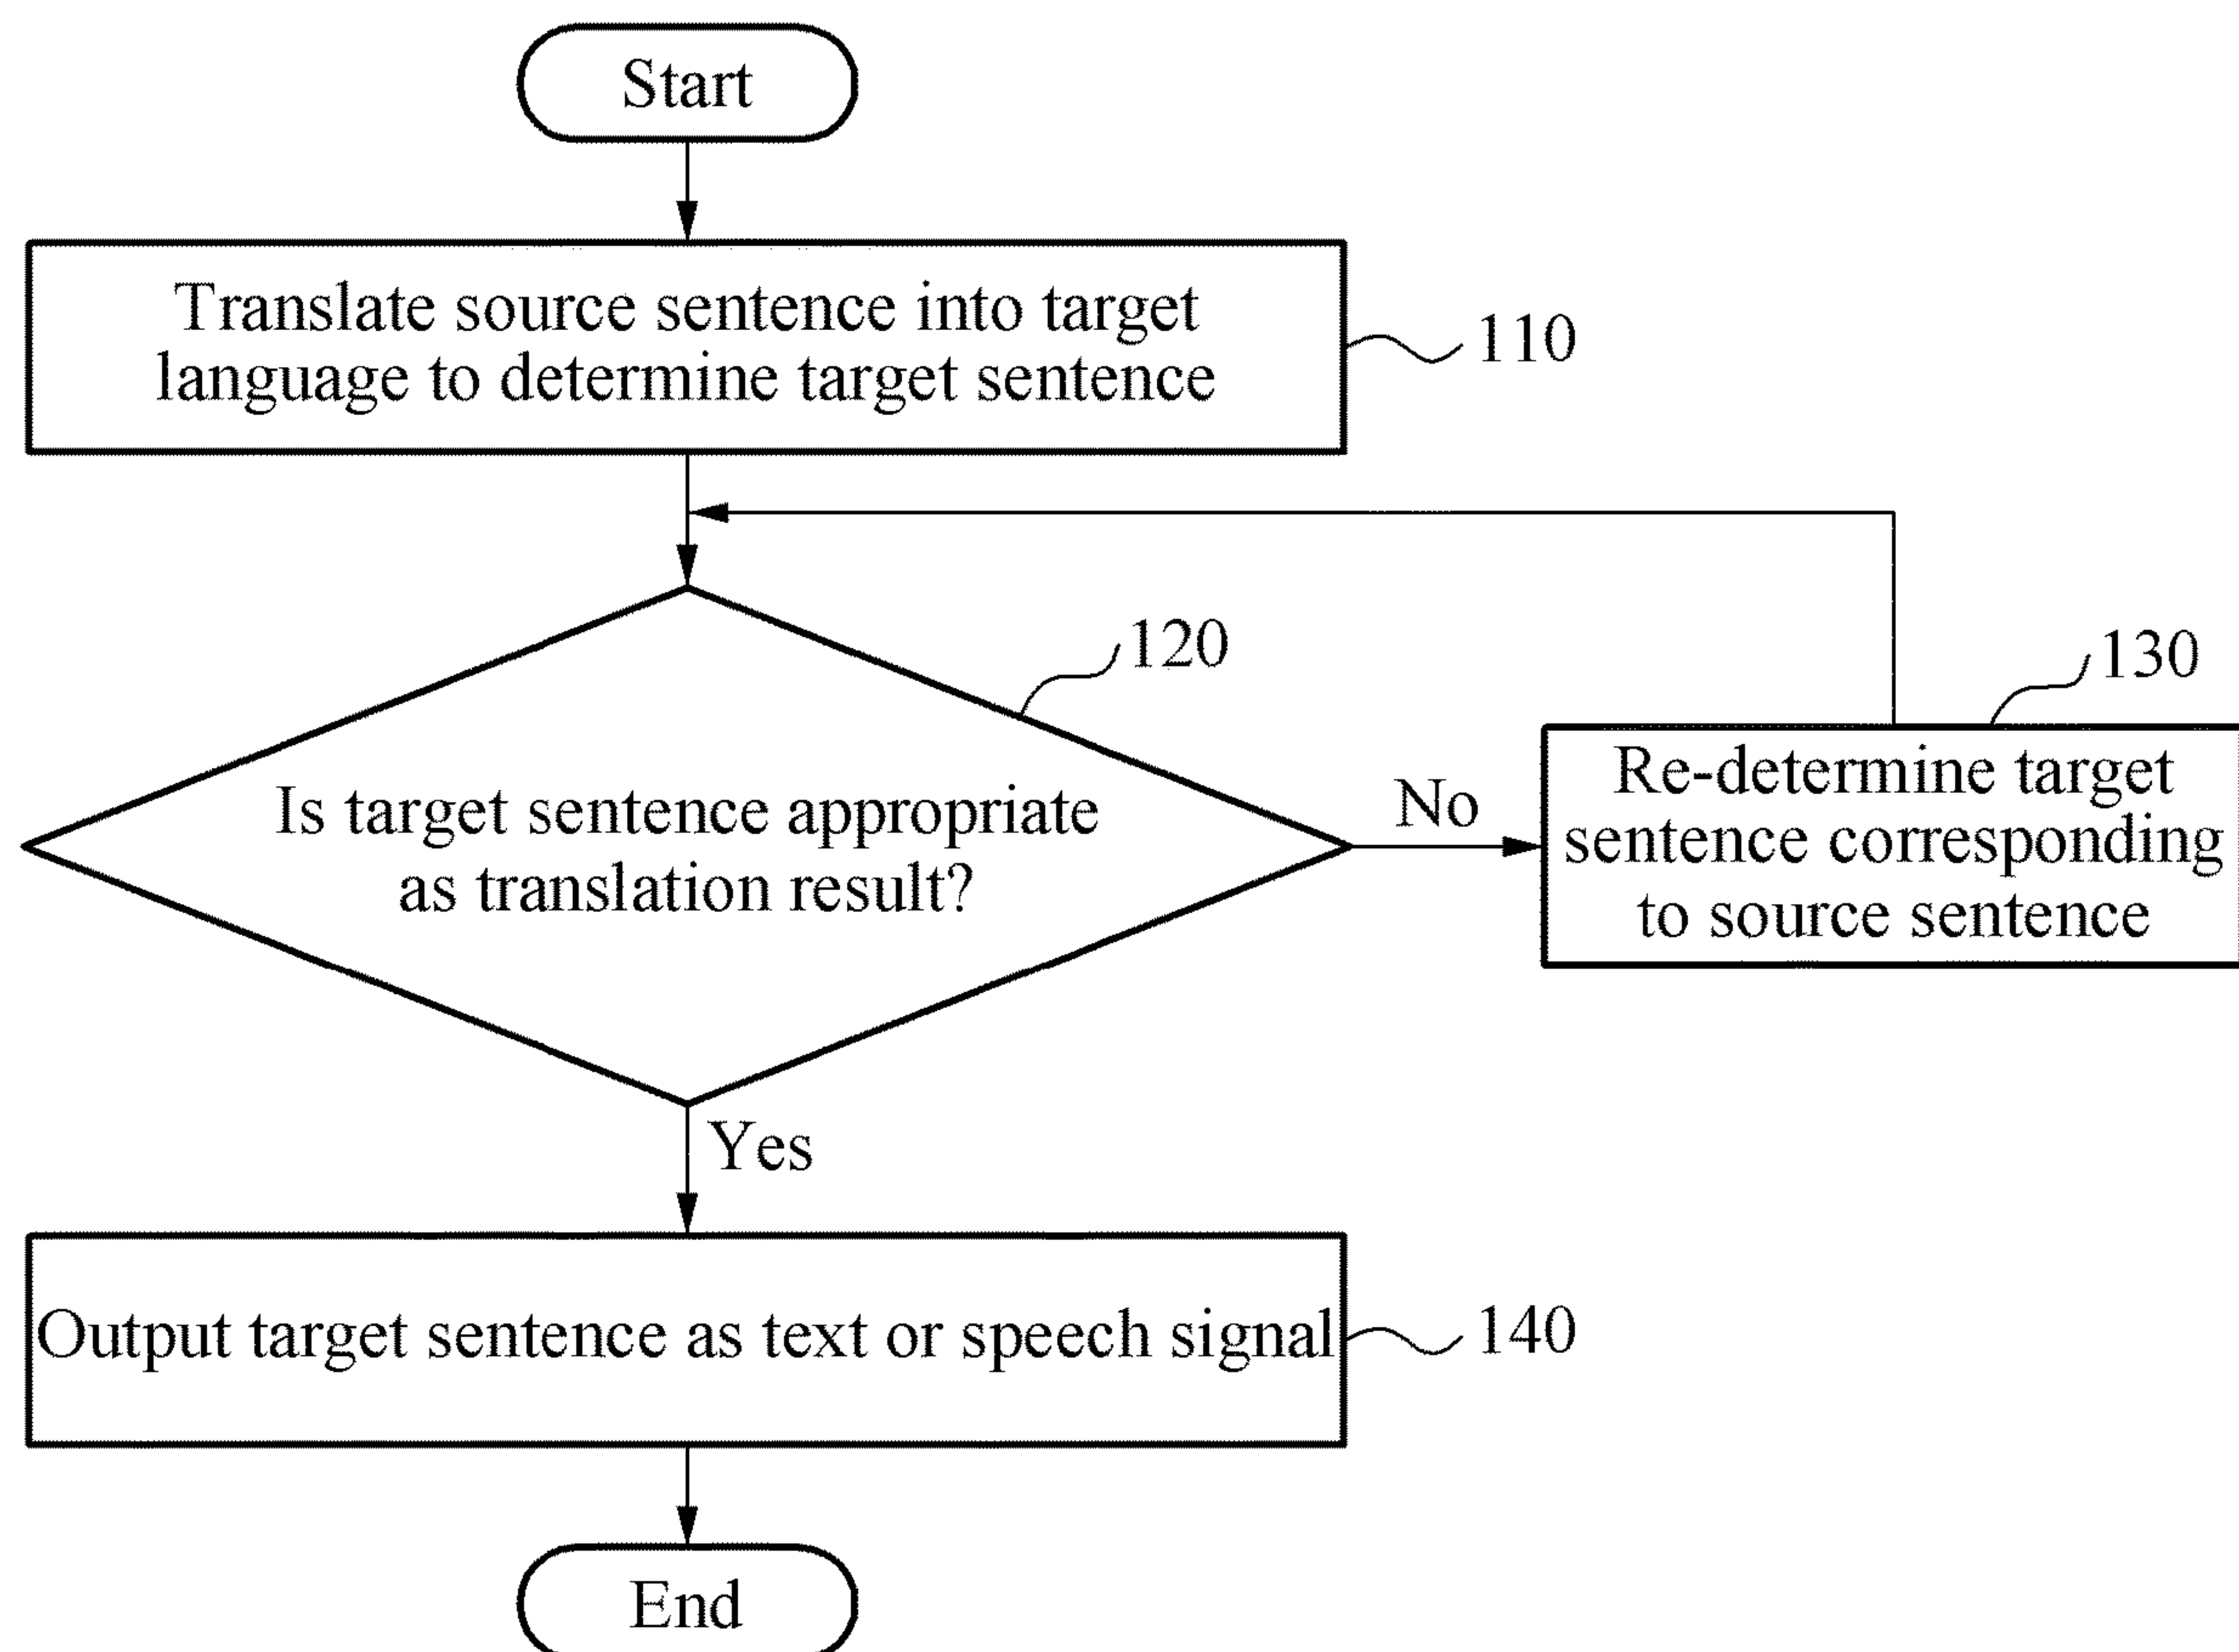 Start
Translate source sentence into target
language to determine target sentence
110
120
130
Is target sentence appropriate
as translation result?
No
Re-determine target
sentence corresponding
to source sentence
Yes
Output target sentence as text or speech signal
140
End